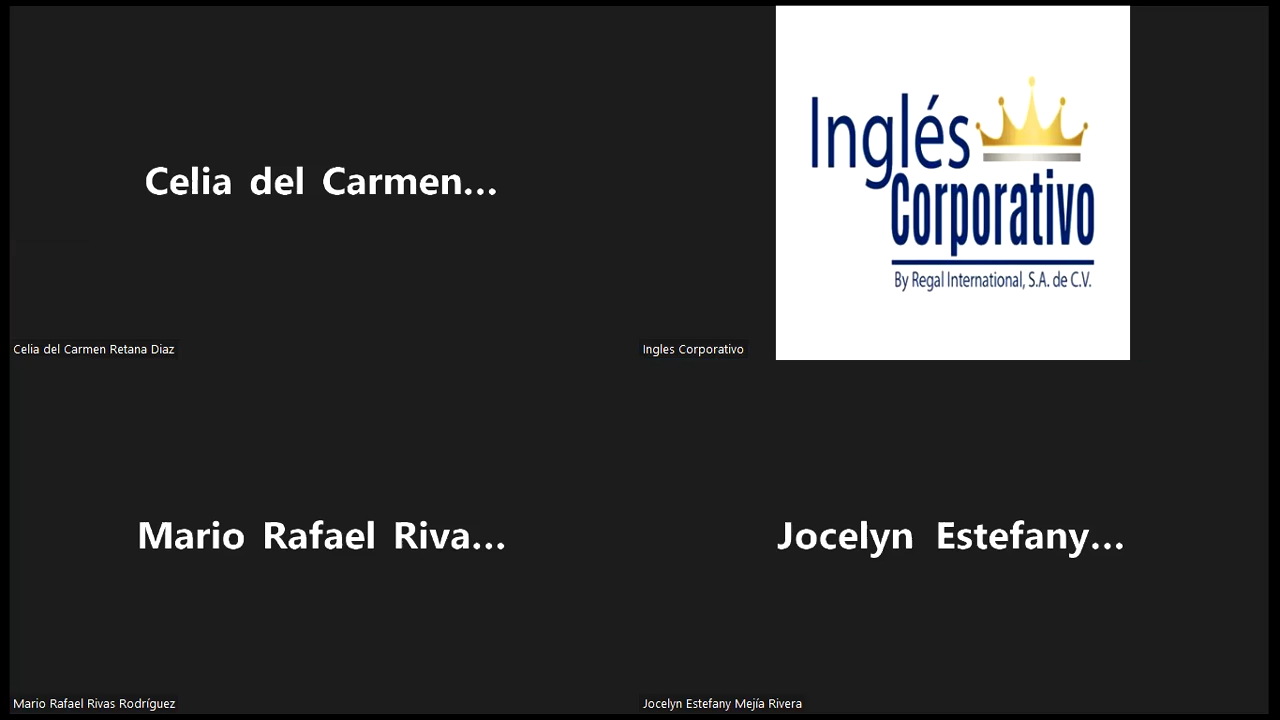 Celia del Carmen...
Celia del Carmen Retana Diaz
Inglés
Corporativo
By Regal International, S.A. de C.V.
Ingles Corporativo
Mario Rafael Riva...
Mario Rafael Rivas Rodríguez
Jocelyn Estefany...
Jocelyn Estefany Mejía Rivera